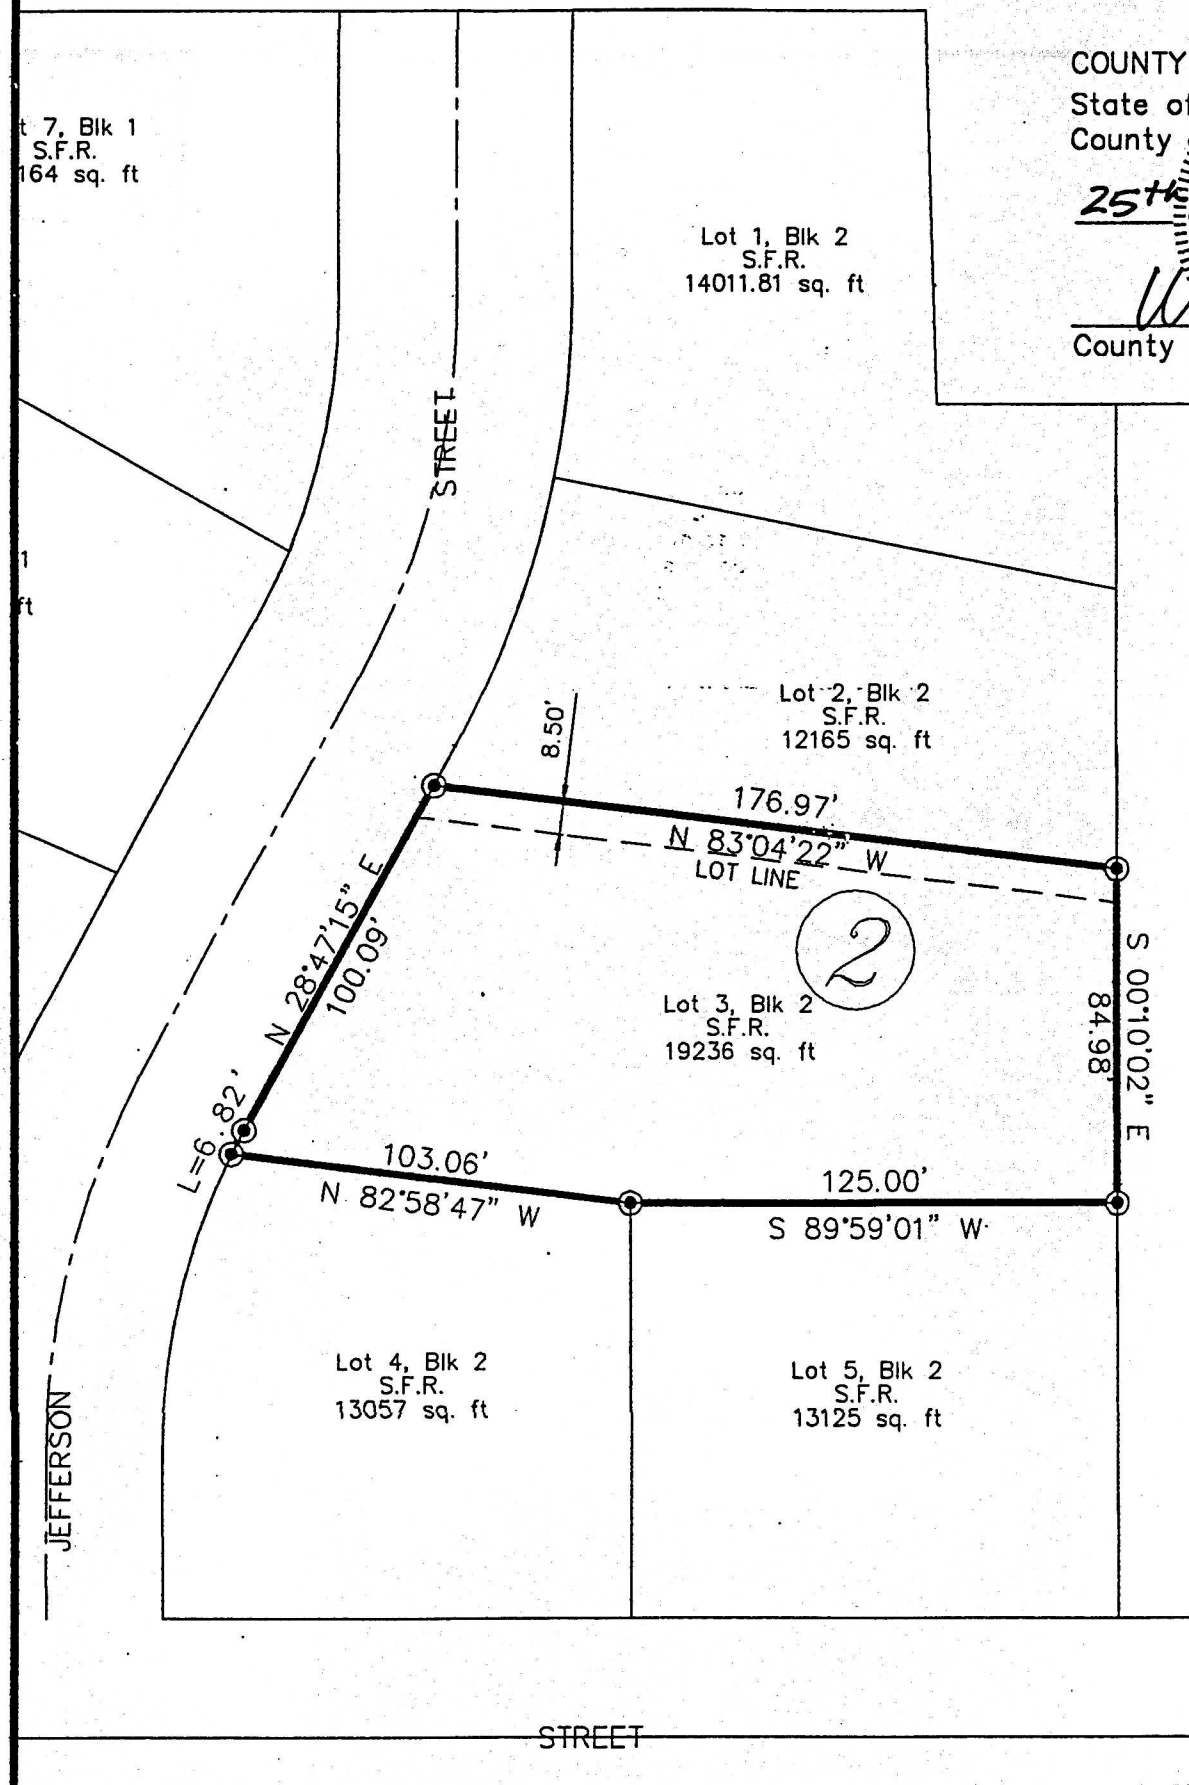 t 7, Blk 1
S.F.R.
164 sq. ft
COUNTY
State of
County
25th
County
Lot 1, Blk 2
S.F.R.
14011.81 sq. ft
STREET
1
ft
Lot 2, Blk 2
S.F.R.
12165 sq. ft
8.50'
176.97'
N 83°04'22" W
LOT LINE
2
N 28°47'15" E
100.09'
Lot 3, Blk 2
S.F.R.
19236 sq. ft
S 00°10'02" E
84.98'
L=6.82'
103.06'
N 82°58'47" W
125.00'
S 89°59'01" W
Lot 4, Blk 2
S.F.R.
13057 sq. ft
Lot 5, Blk 2
S.F.R.
13125 sq. ft
JEFFERSON
STREET